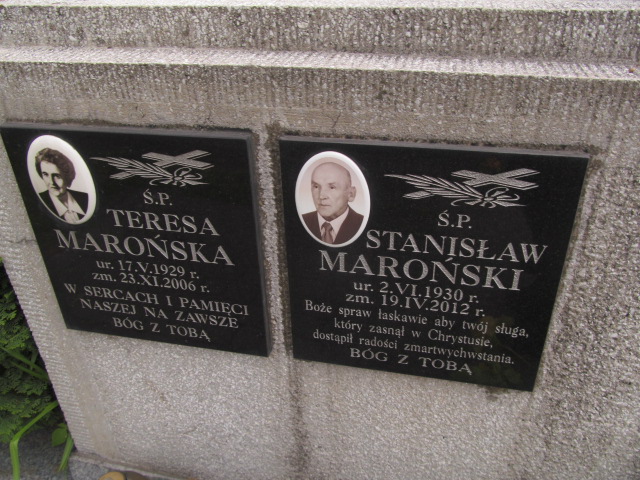 Ś.P.
TERESA
MAROŃSKA
ur. 17.V.1929 r.
zm. 23.XI.2006 r.
W SERCACH I PAMIĘCI
NASZEJ NA ZAWSZE
BÓG Z TOBĄ
Ś.P.
STANISŁAW
MAROŃSKI
ur. 2.VI.1930 r.
zm. 19.IV.2012 r.
Boże spraw łaskawie aby twój sługa,
który zasnął w Chrystusie,
dostąpił radości zmartwychwstania.
BÓG Z TOBĄ